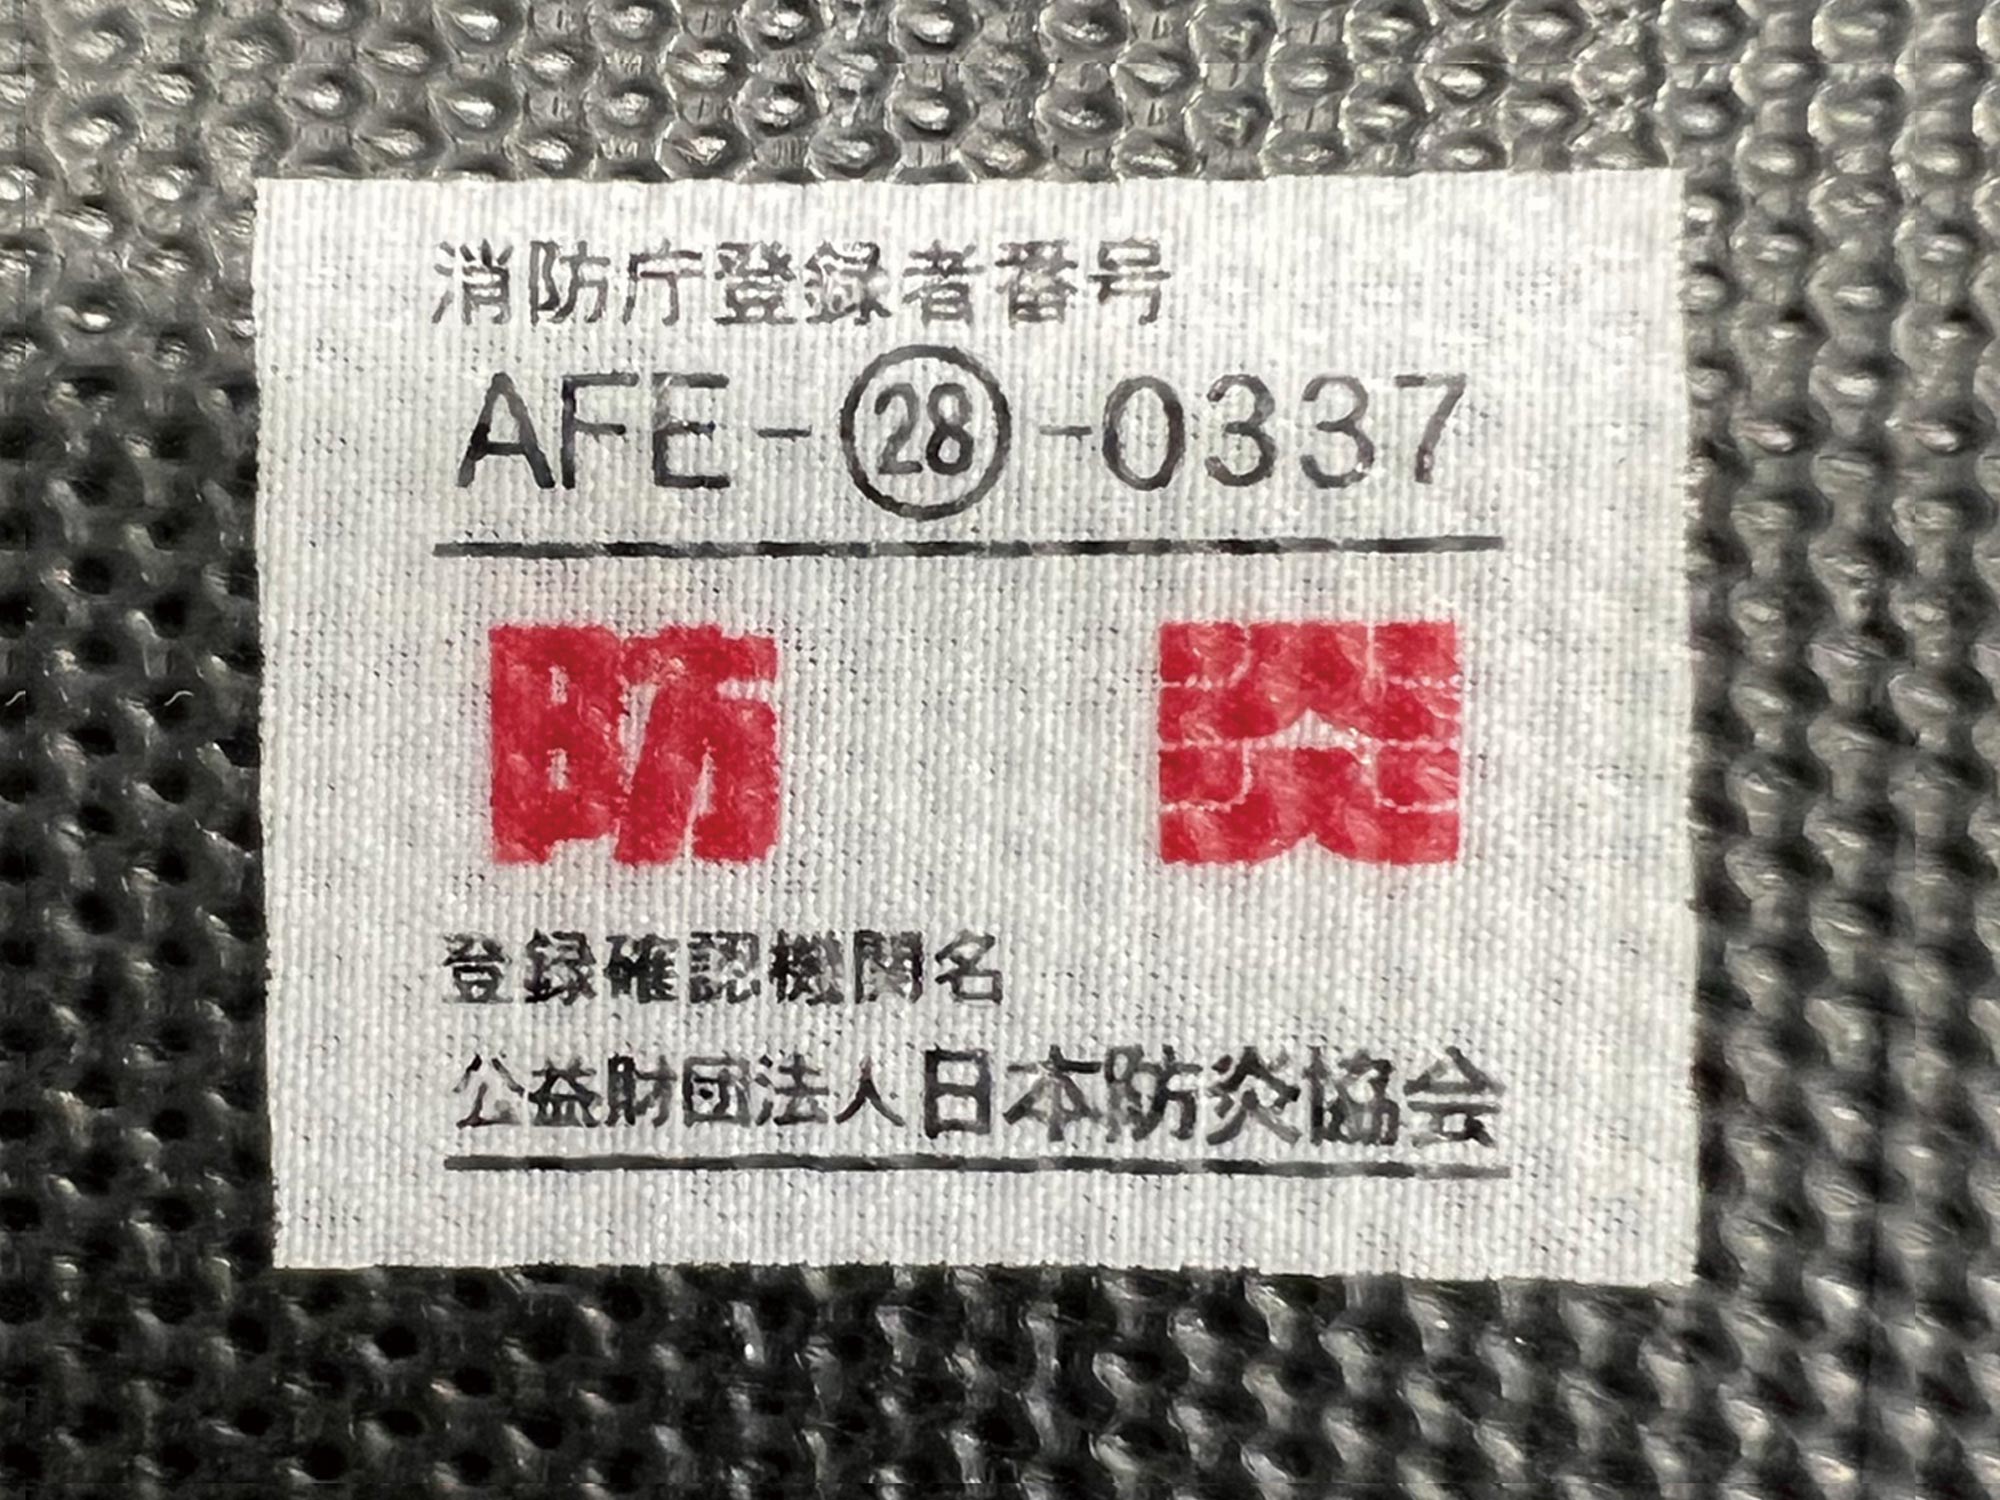 消防庁登録者番号
AFE-㉘-0337
防 炎
登録確認機関名
公益財団法人日本防炎協会